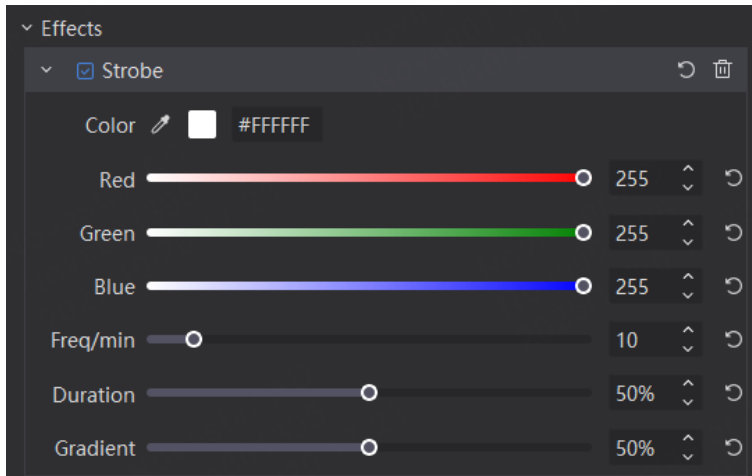 Effects
Strobe
Color #FFFFFF
Red 255
Green 255
Blue 255
Freq/min 10
Duration 50%
Gradient 50%